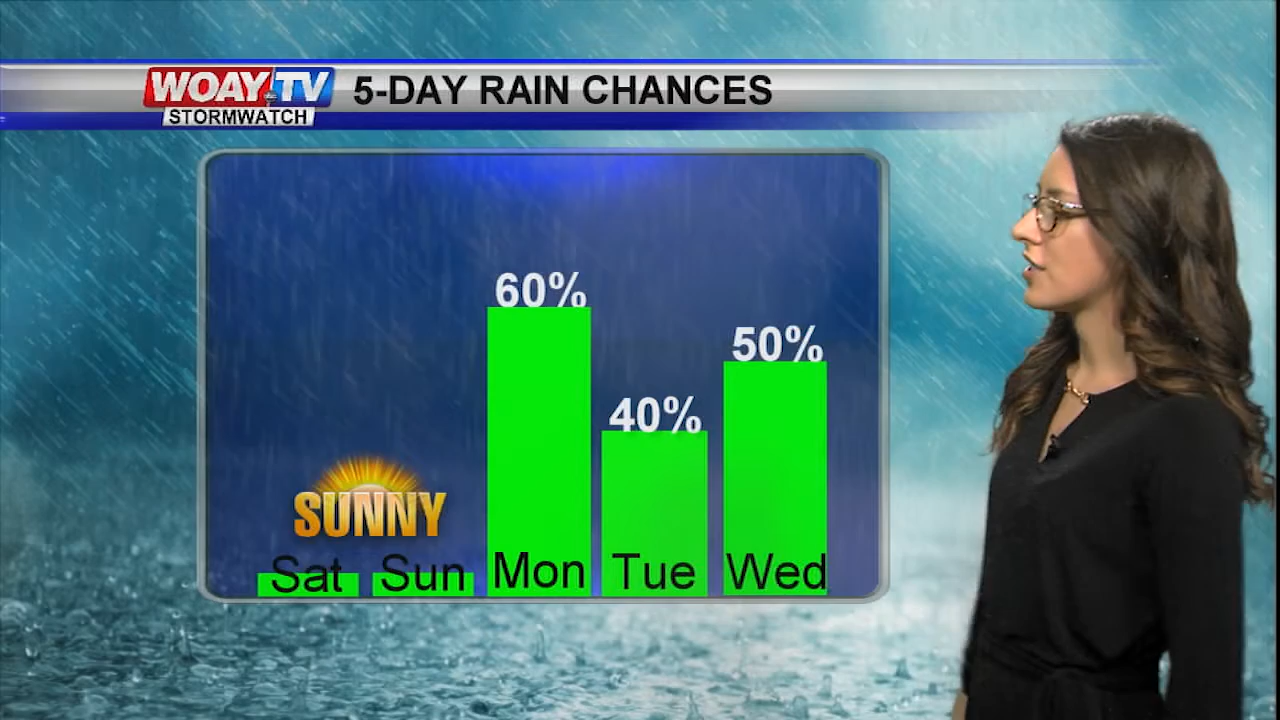 WOAY TV
STORMWATCH
5-DAY RAIN CHANCES
60%
50%
40%
SUNNY
Sat Sun Mon Tue Wed